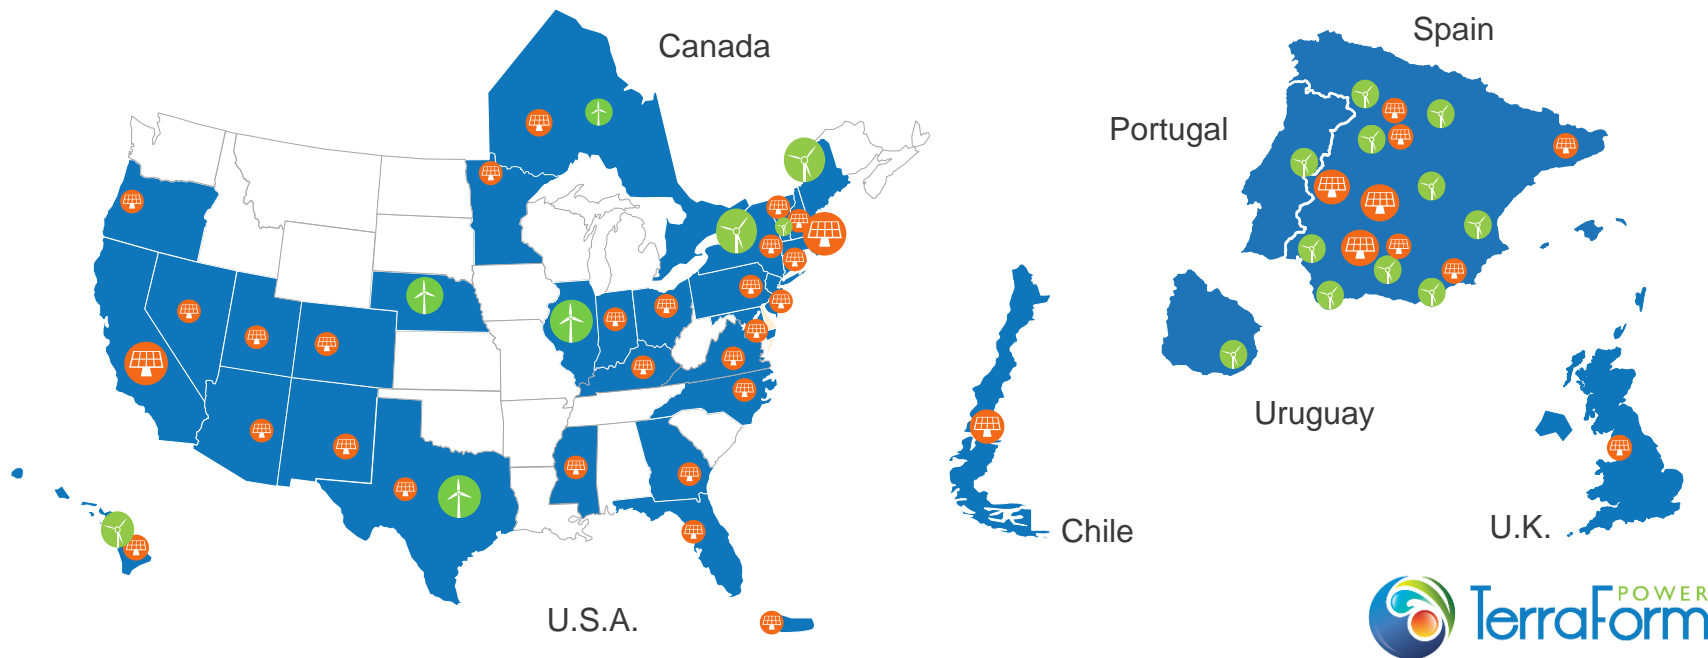 Canada
Spain
Portugal
Uruguay
Chile
U.K.
U.S.A.
POWER
TerraForm